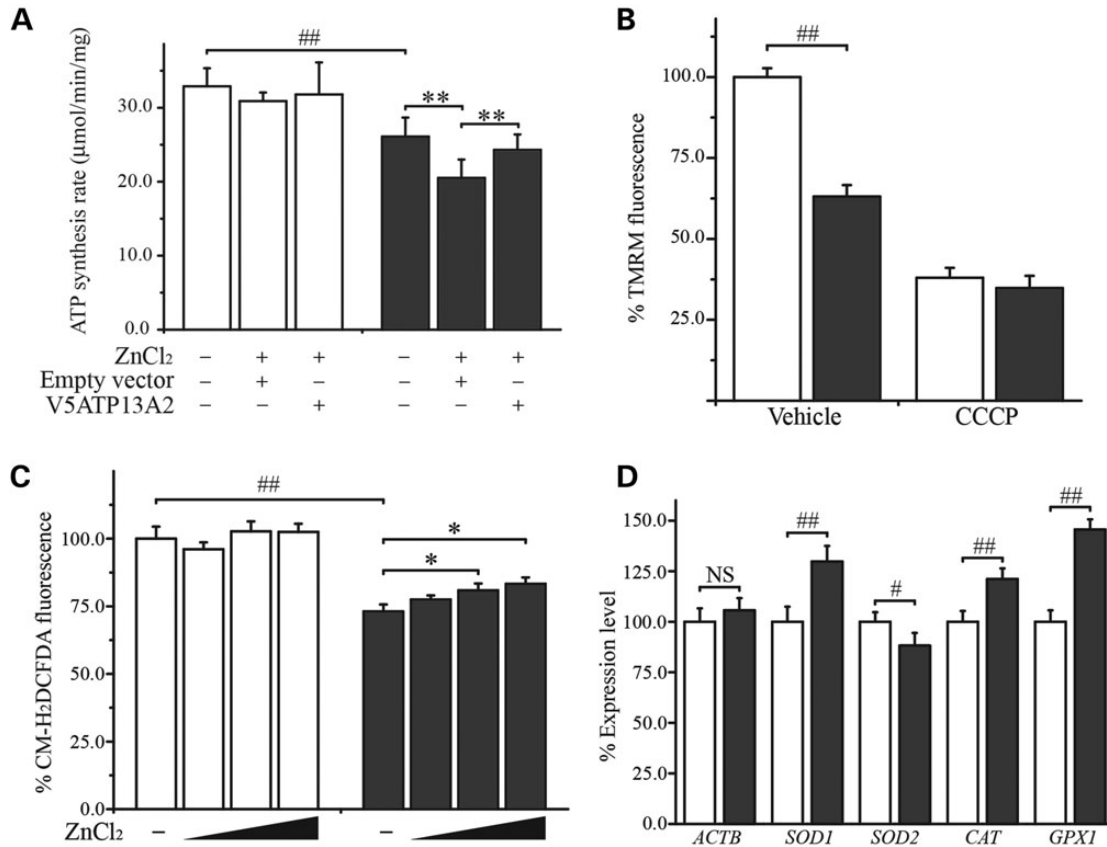 A
ATP synthesis rate (μmol/min/mg)
30.0
20.0
10.0
0.0
##
**
**
ZnCl₂ – + + – + +
Empty vector – + – – + –
V5ATP13A2 – – + – – +
B
% TMRM fluorescence
100.0
75.0
50.0
25.0
##
Vehicle CCCP
C
% CM-H₂DCFDA fluorescence
100.0
75.0
50.0
25.0
0.0
##
*
*
ZnCl₂ – –
D
% Expression level
150.0
125.0
100.0
75.0
50.0
25.0
0.0
NS
##
#
##
##
ACTB SOD1 SOD2 CAT GPX1